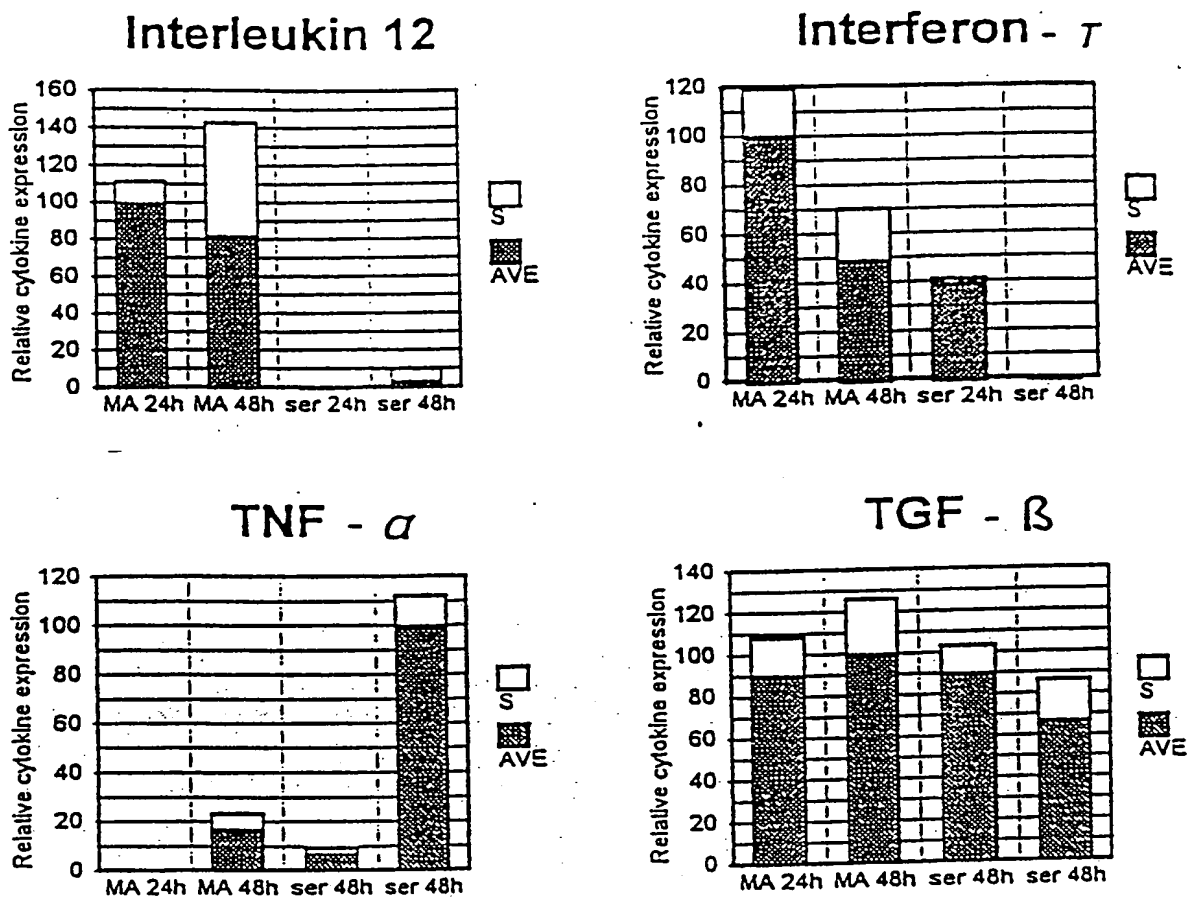 Interleukin 12
Relative cytokine expression
160
140
120
100
80
60
40
20
0
MA 24h MA 48h ser 24h ser 48h
S
AVE
Interferon - τ
Relative cytokine expression
120
100
80
60
40
20
0
MA 24h MA 48h ser 24h ser 48h
S
AVE
TNF - α
Relative cytokine expression
120
100
80
60
40
20
0
MA 24h MA 48h ser 48h ser 48h
S
AVE
TGF - ß
Relative cytokine expression
140
120
100
80
60
40
20
0
MA 24h MA 48h ser 48h ser 48h
S
AVE